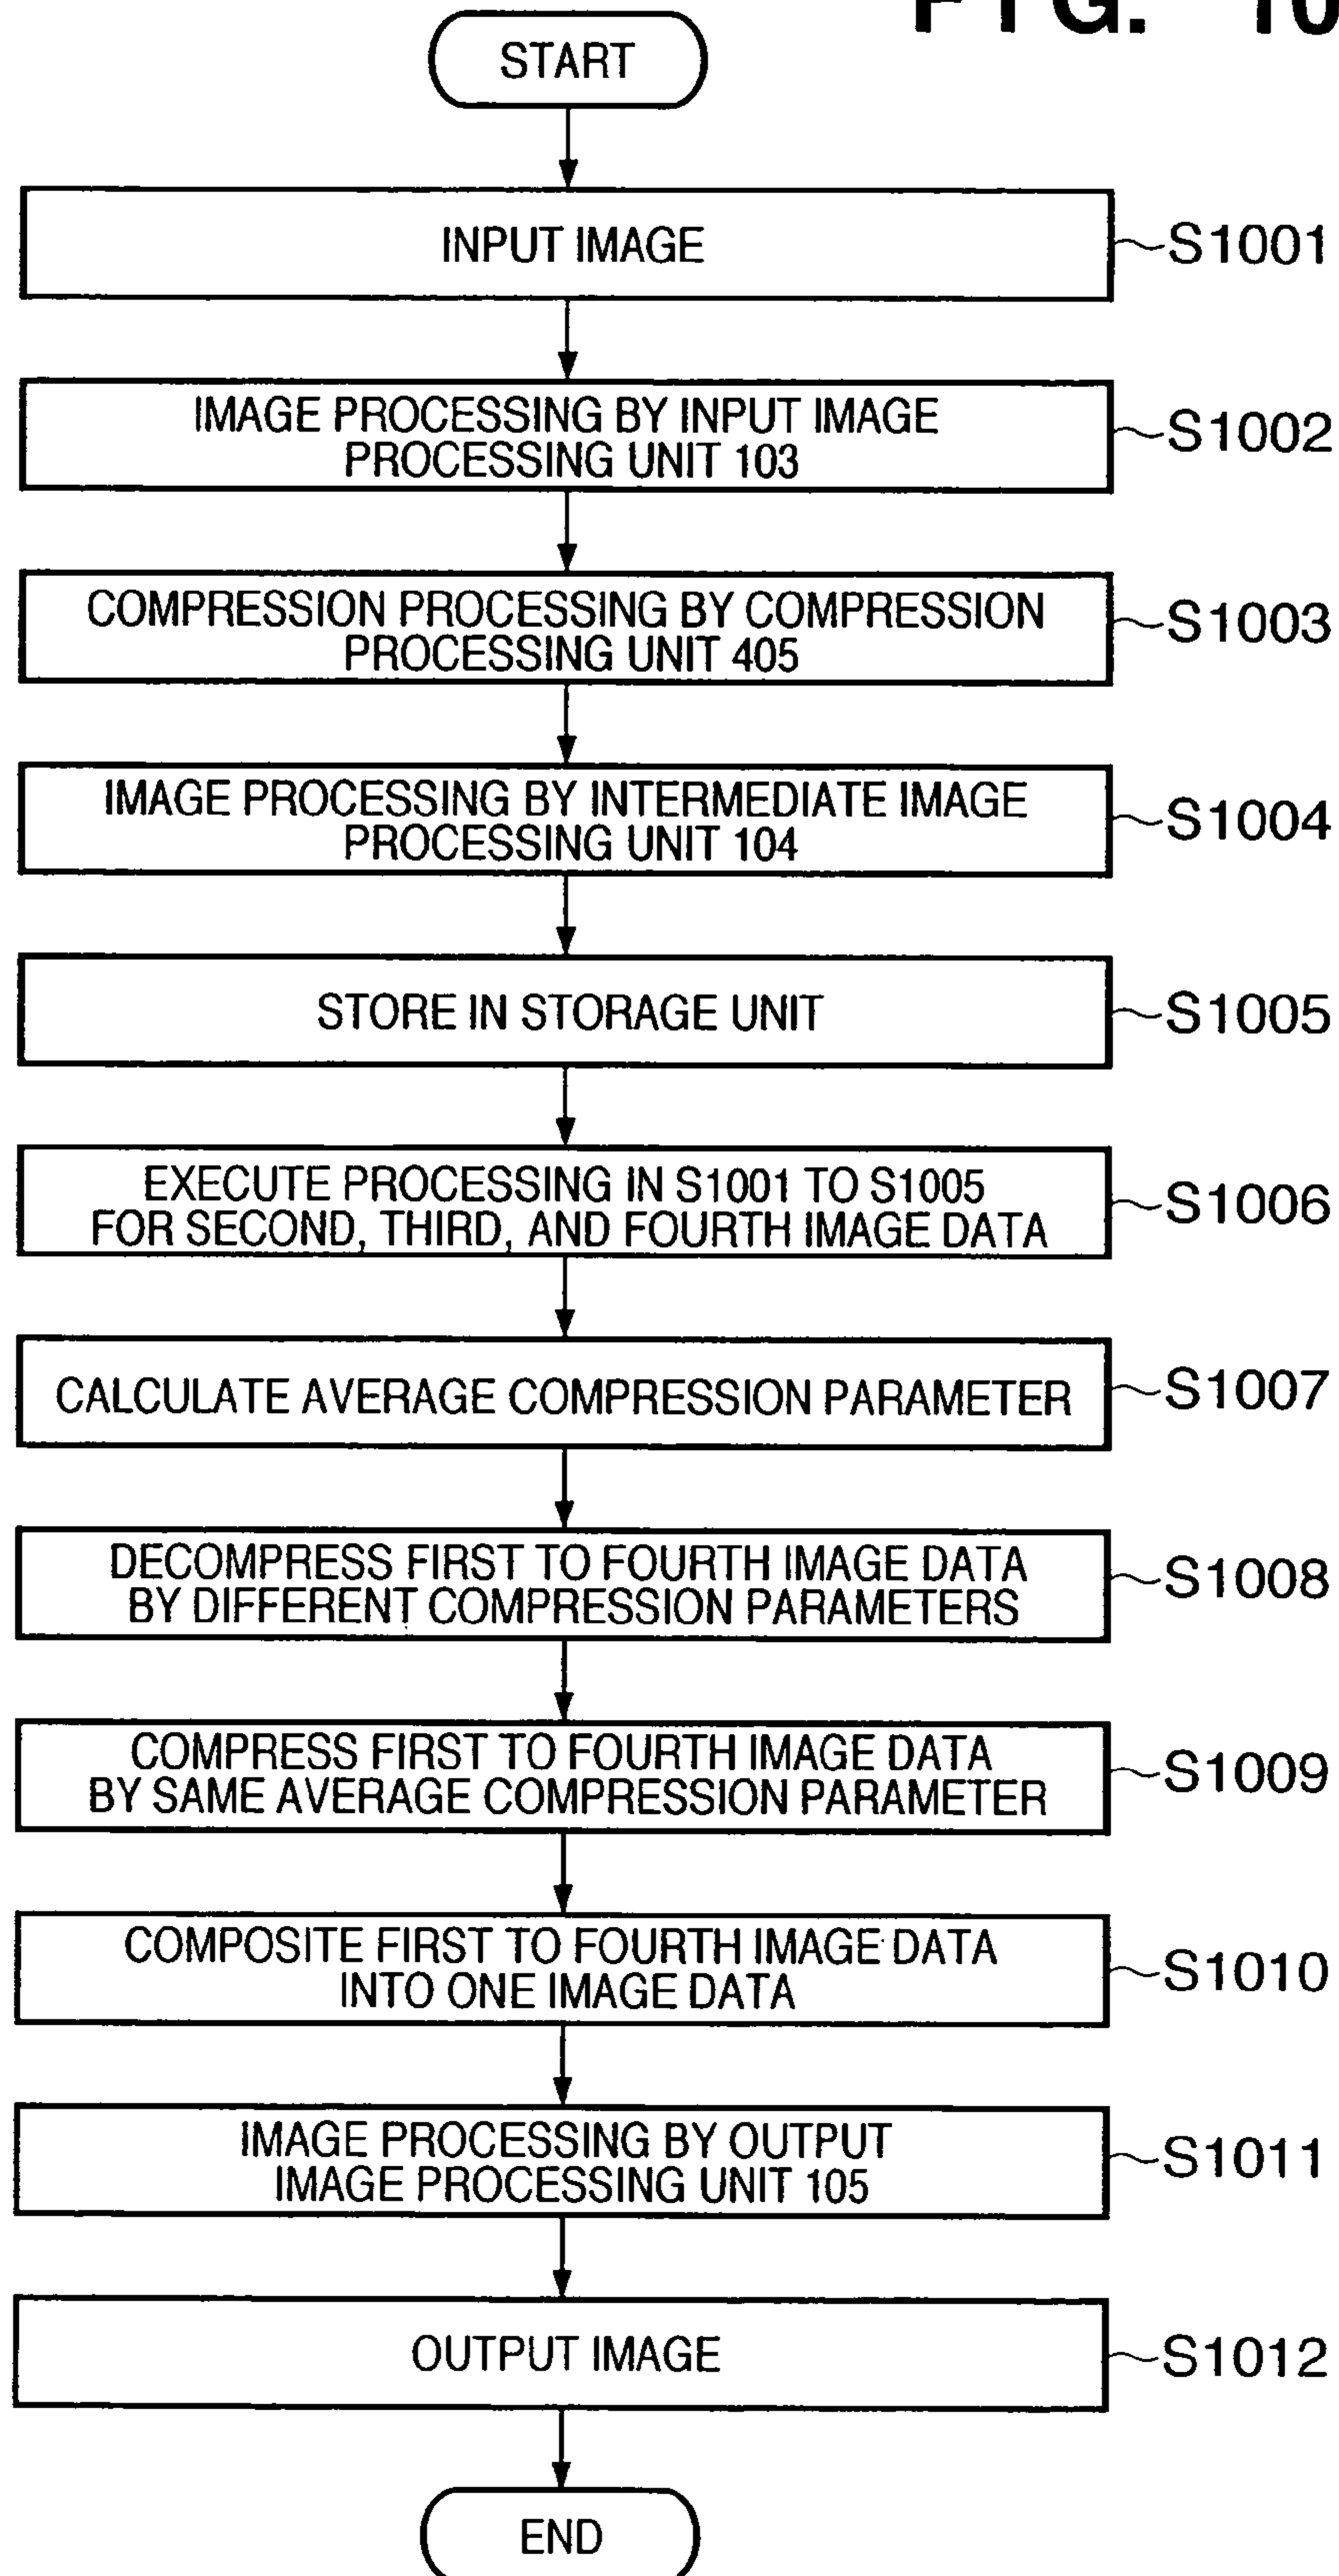 FIG. 10
START
INPUT IMAGE
S1001
IMAGE PROCESSING BY INPUT IMAGE
PROCESSING UNIT 103
S1002
COMPRESSION PROCESSING BY COMPRESSION
PROCESSING UNIT 405
S1003
IMAGE PROCESSING BY INTERMEDIATE IMAGE
PROCESSING UNIT 104
S1004
STORE IN STORAGE UNIT
S1005
EXECUTE PROCESSING IN S1001 TO S1005
FOR SECOND, THIRD, AND FOURTH IMAGE DATA
S1006
CALCULATE AVERAGE COMPRESSION PARAMETER
S1007
DECOMPRESS FIRST TO FOURTH IMAGE DATA
BY DIFFERENT COMPRESSION PARAMETERS
S1008
COMPRESS FIRST TO FOURTH IMAGE DATA
BY SAME AVERAGE COMPRESSION PARAMETER
S1009
COMPOSITE FIRST TO FOURTH IMAGE DATA
INTO ONE IMAGE DATA
S1010
IMAGE PROCESSING BY OUTPUT
IMAGE PROCESSING UNIT 105
S1011
OUTPUT IMAGE
S1012
END